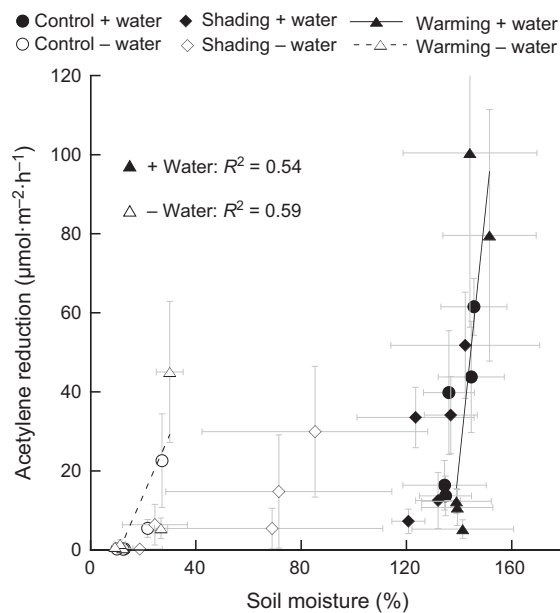 Control + water
Shading + water
Warming + water
Control – water
Shading – water
Warming – water
120
100
80
60
40
20
0
Acetylene reduction (µmol·m⁻²·h⁻¹)
+ Water: R² = 0.54
– Water: R² = 0.59
0 40 80 120 160
Soil moisture (%)